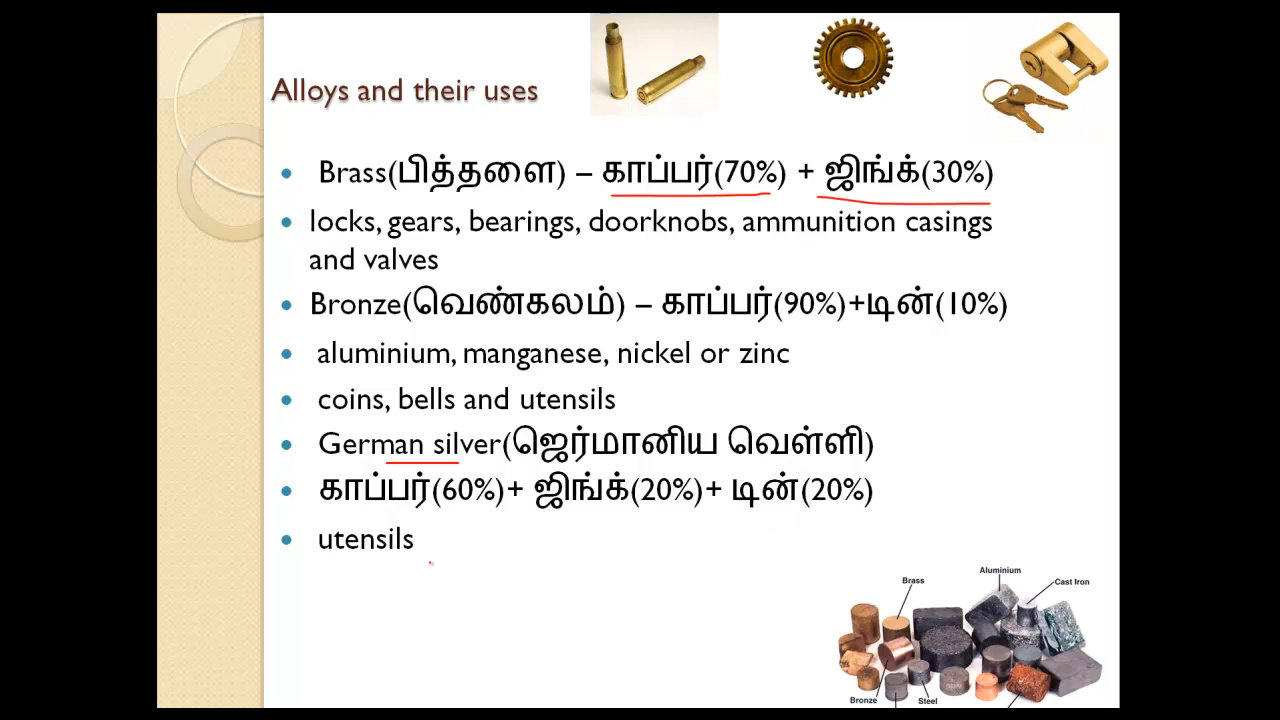 Alloys and their uses
Brass(பித்தளை) – காப்பர்(70%) + ஜிங்க்(30%)
locks, gears, bearings, doorknobs, ammunition casings
and valves
Bronze(வெண்கலம்) – காப்பர்(90%)+டின்(10%)
aluminium, manganese, nickel or zinc
coins, bells and utensils
German silver(ஜெர்மானிய வெள்ளி)
காப்பர்(60%)+ ஜிங்க்(20%)+ டின்(20%)
utensils
Aluminium
Brass
Cast Iron
Bronze
Steel